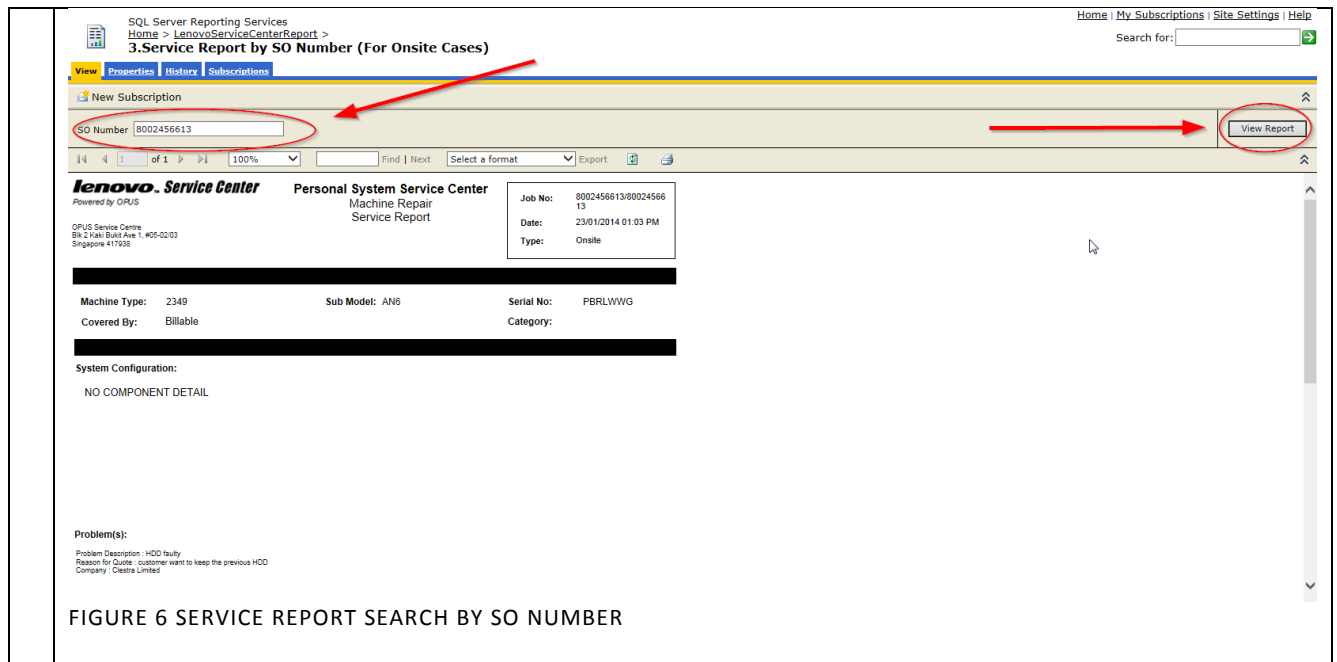 SQL Server Reporting Services
Home > LenovoServiceCenterReport >
3.Service Report by SO Number (For Onsite Cases)
Home | My Subscriptions | Site Settings | Help
Search for:
View Properties History Subscriptions
New Subscription
SO Number 8002456613
View Report
1 of 1 100% Find | Next Select a format Export
lenovo. Service Center
Powered by OPUS
OPUS Service Centre
Blk 2 Kaki Bukit Ave 1, #05-02/03
Singapore 417938
Personal System Service Center
Machine Repair
Service Report
Job No: 8002456613/80024566
13
Date: 23/01/2014 01:03 PM
Type: Onsite
Machine Type: 2349 Sub Model: AN6 Serial No: PBRLWWG
Covered By: Billable Category:
System Configuration:
NO COMPONENT DETAIL
Problem(s):
Problem Description : HDD faulty
Reason for Quote : customer want to keep the previous HDD
Company : Clestra Limited
FIGURE 6 SERVICE REPORT SEARCH BY SO NUMBER